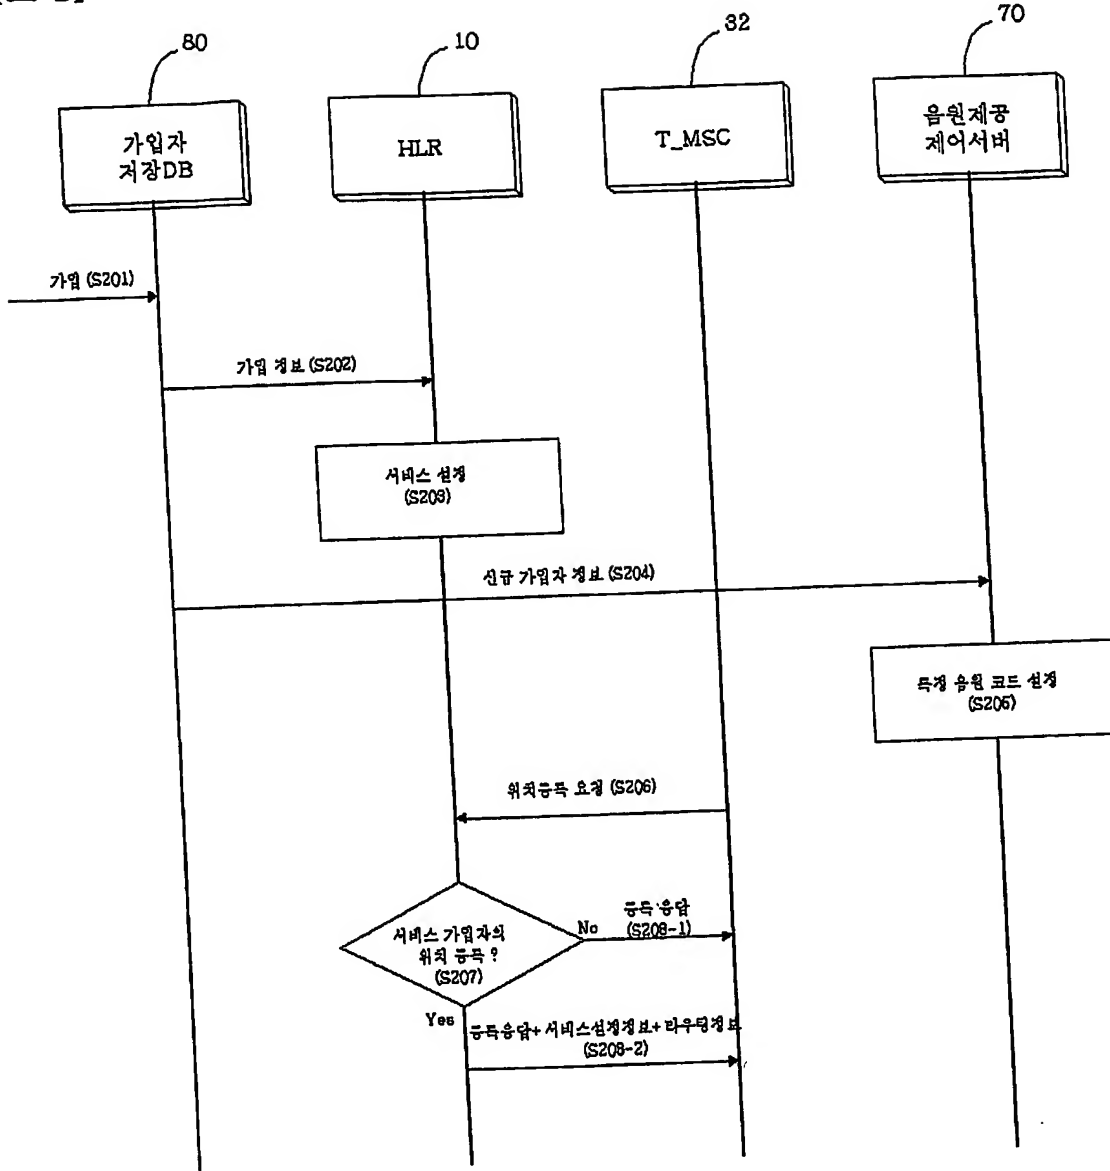 80
10
32
70
가입자
저장DB
HLR
T_MSC
음원제공
제어서버
가입 (S201)
가입 정보 (S202)
서비스 설정
(S203)
신규 가입자 정보 (S204)
특정 음원 코드 설정
(S205)
위치등록 요청 (S206)
서비스 가입자의
위치 등록 ?
(S207)
No
등록 응답
(S208-1)
Yes
등록응답+서비스설정정보+라우팅정보
(S208-2)